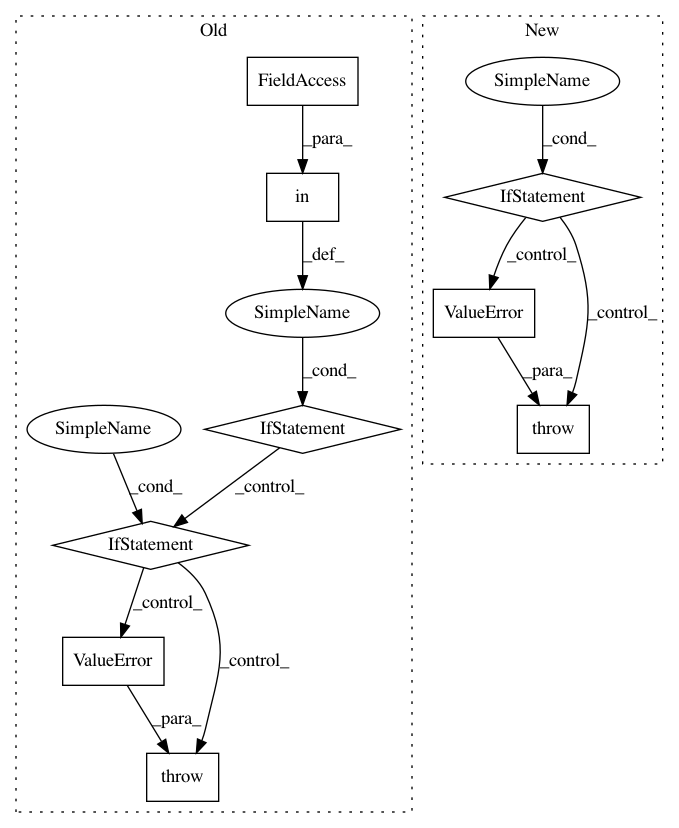 Old
New
FieldAccess
SimpleName
_para_
_cond_
in
IfStatement
_def_
_control_
SimpleName
ValueError
_control_
_cond_
_para_
SimpleName
IfStatement
throw
_cond_
_control_
IfStatement
_control_
ValueError
_control_
_para_
throw